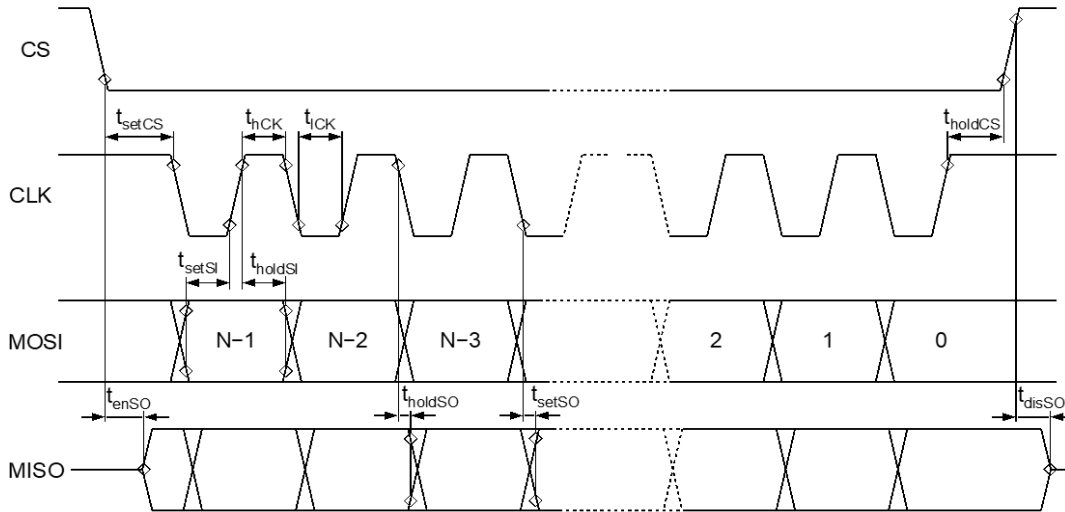 CS
t_setCS t_hCK t_lCK t_holdCS
CLK
t_setSI t_holdSI
MOSI N−1 N−2 N−3 2 1 0
t_enSO t_holdSO t_setSO t_disSO
MISO